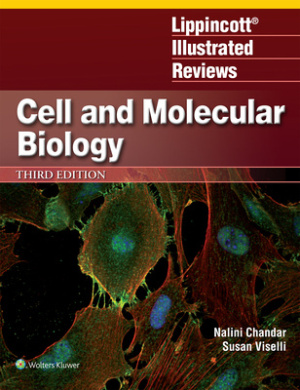 Lippincott®
Illustrated
Reviews
Cell and Molecular
Biology
THIRD EDITION
Nalini Chandar
Susan Viselli
Wolters Kluwer